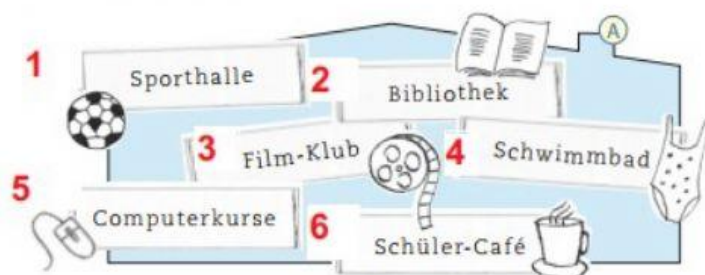 A
1 Sporthalle
2 Bibliothek
3 Film-Klub
4 Schwimmbad
5 Computerkurse
6 Schüler-Café